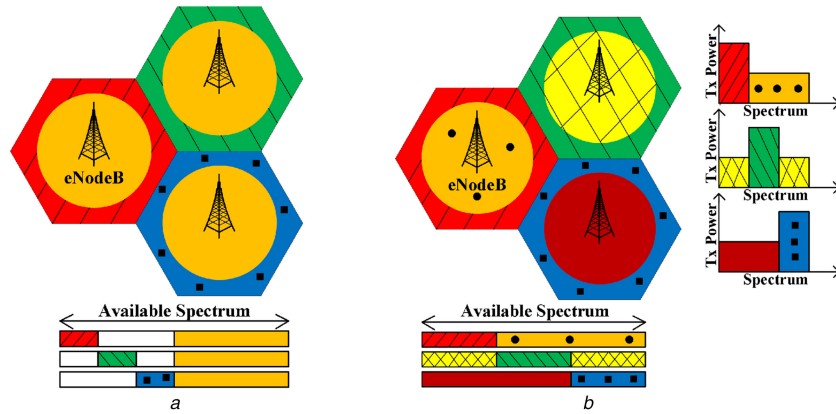 eNodeB
Available Spectrum
a
eNodeB
Available Spectrum
b
Tx Power
Spectrum
Tx Power
Spectrum
Tx Power
Spectrum